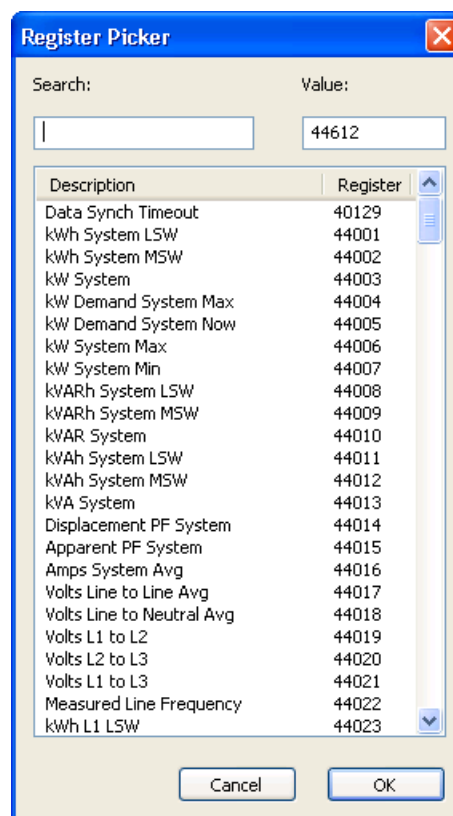 Register Picker
Search: Value:
44612
Description Register
Data Synch Timeout 40129
kWh System LSW 44001
kWh System MSW 44002
kW System 44003
kW Demand System Max 44004
kW Demand System Now 44005
kW System Max 44006
kW System Min 44007
kVARh System LSW 44008
kVARh System MSW 44009
kVAR System 44010
kVAh System LSW 44011
kVAh System MSW 44012
kVA System 44013
Displacement PF System 44014
Apparent PF System 44015
Amps System Avg 44016
Volts Line to Line Avg 44017
Volts Line to Neutral Avg 44018
Volts L1 to L2 44019
Volts L2 to L3 44020
Volts L1 to L3 44021
Measured Line Frequency 44022
kWh L1 LSW 44023
Cancel OK